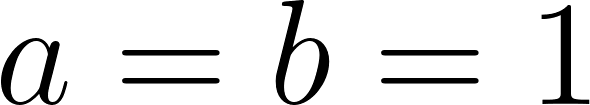 a = b = 1